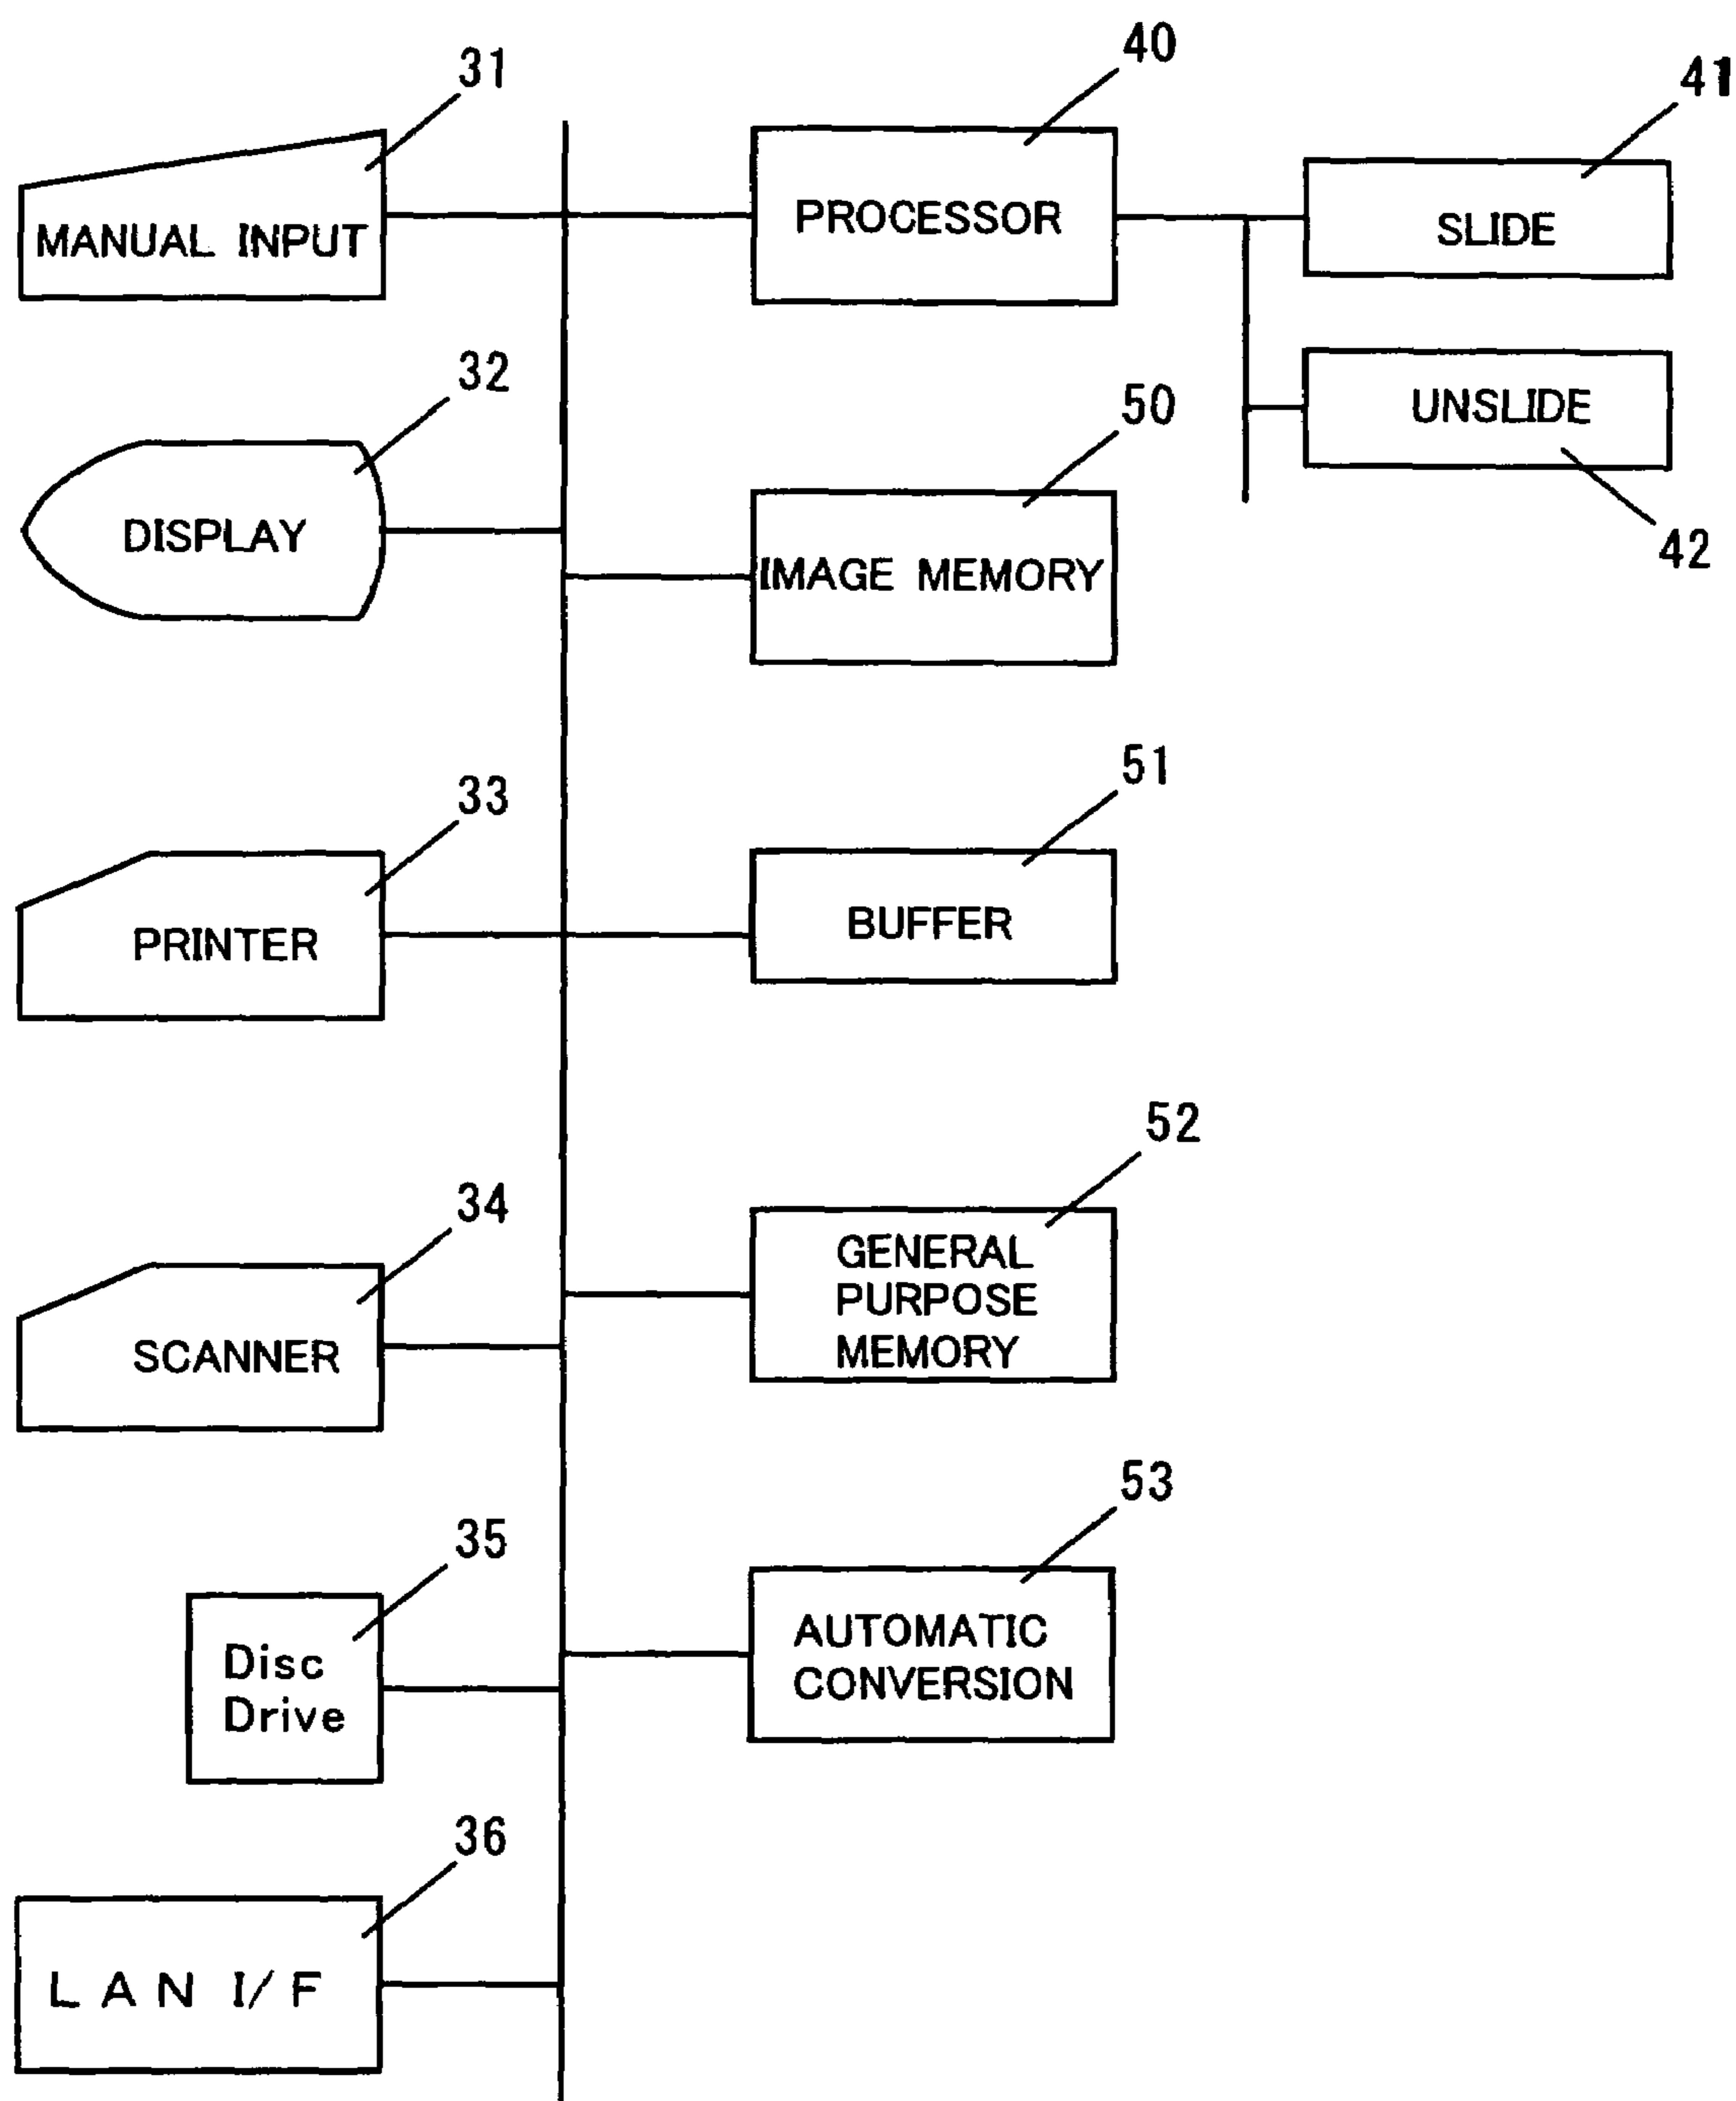 31
MANUAL INPUT
40
PROCESSOR
41
SLIDE
32
DISPLAY
50
IMAGE MEMORY
UNSLIDE
42
33
PRINTER
51
BUFFER
34
SCANNER
52
GENERAL
PURPOSE
MEMORY
35
Disc
Drive
53
AUTOMATIC
CONVERSION
36
LAN I/F